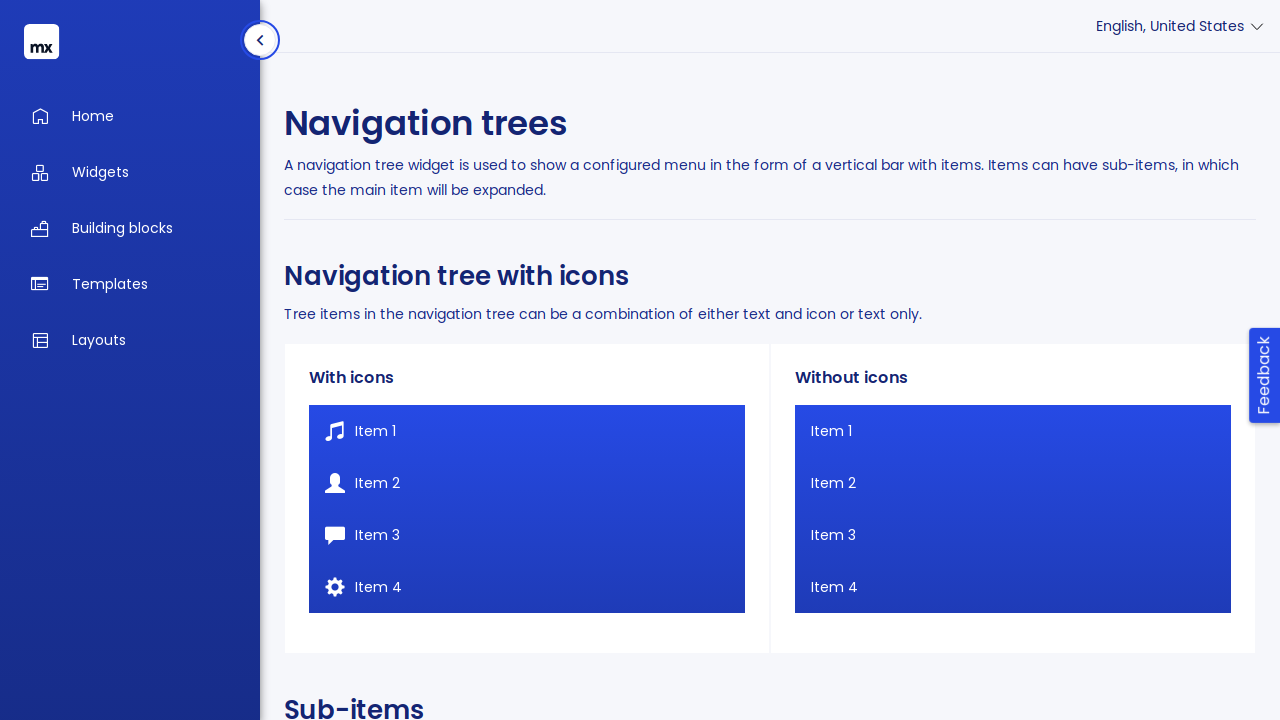 mx
Home
Widgets
Building blocks
Templates
Layouts
English, United States
Navigation trees
A navigation tree widget is used to show a configured menu in the form of a vertical bar with items. Items can have sub-items, in which
case the main item will be expanded.
Navigation tree with icons
Tree items in the navigation tree can be a combination of either text and icon or text only.
With icons
Item 1
Item 2
Item 3
Item 4
Without icons
Item 1
Item 2
Item 3
Item 4
Feedback
Sub-items